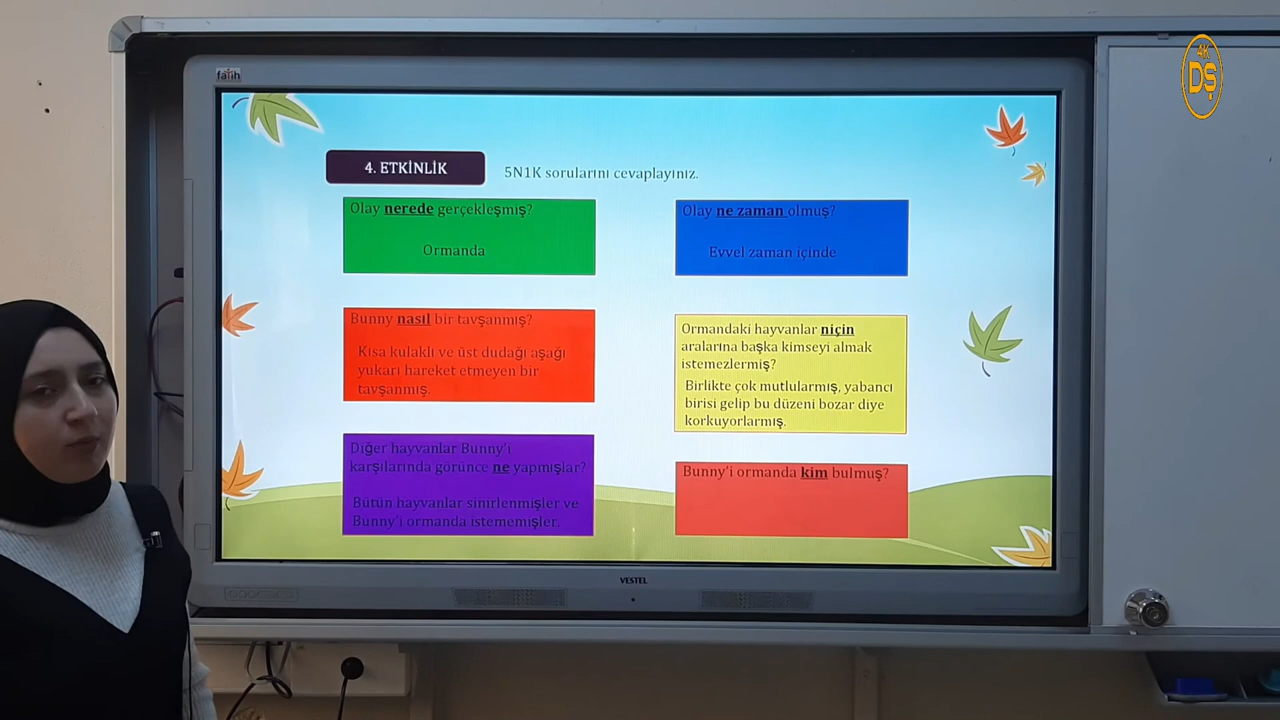 fatih
4K
DŞ
4. ETKİNLİK
5N1K sorularını cevaplayınız.
Olay nerede gerçekleşmiş?
Ormanda
Olay ne zaman olmuş?
Evvel zaman içinde
Bunny nasıl bir tavşanmış?
Kısa kulaklı ve üst dudağı aşağı
yukarı hareket etmeyen bir
tavşanmış.
Ormandaki hayvanlar niçin
aralarına başka kimseyi almak
istemezlermiş?
Birlikte çok mutlularmış, yabancı
birisi gelip bu düzeni bozar diye
korkuyorlarmış.
Diğer hayvanlar Bunny'i
karşılarında görünce ne yapmışlar?
Bütün hayvanlar sinirlenmişler ve
Bunny'i ormanda istememişler.
Bunny'i ormanda kim bulmuş?
VESTEL